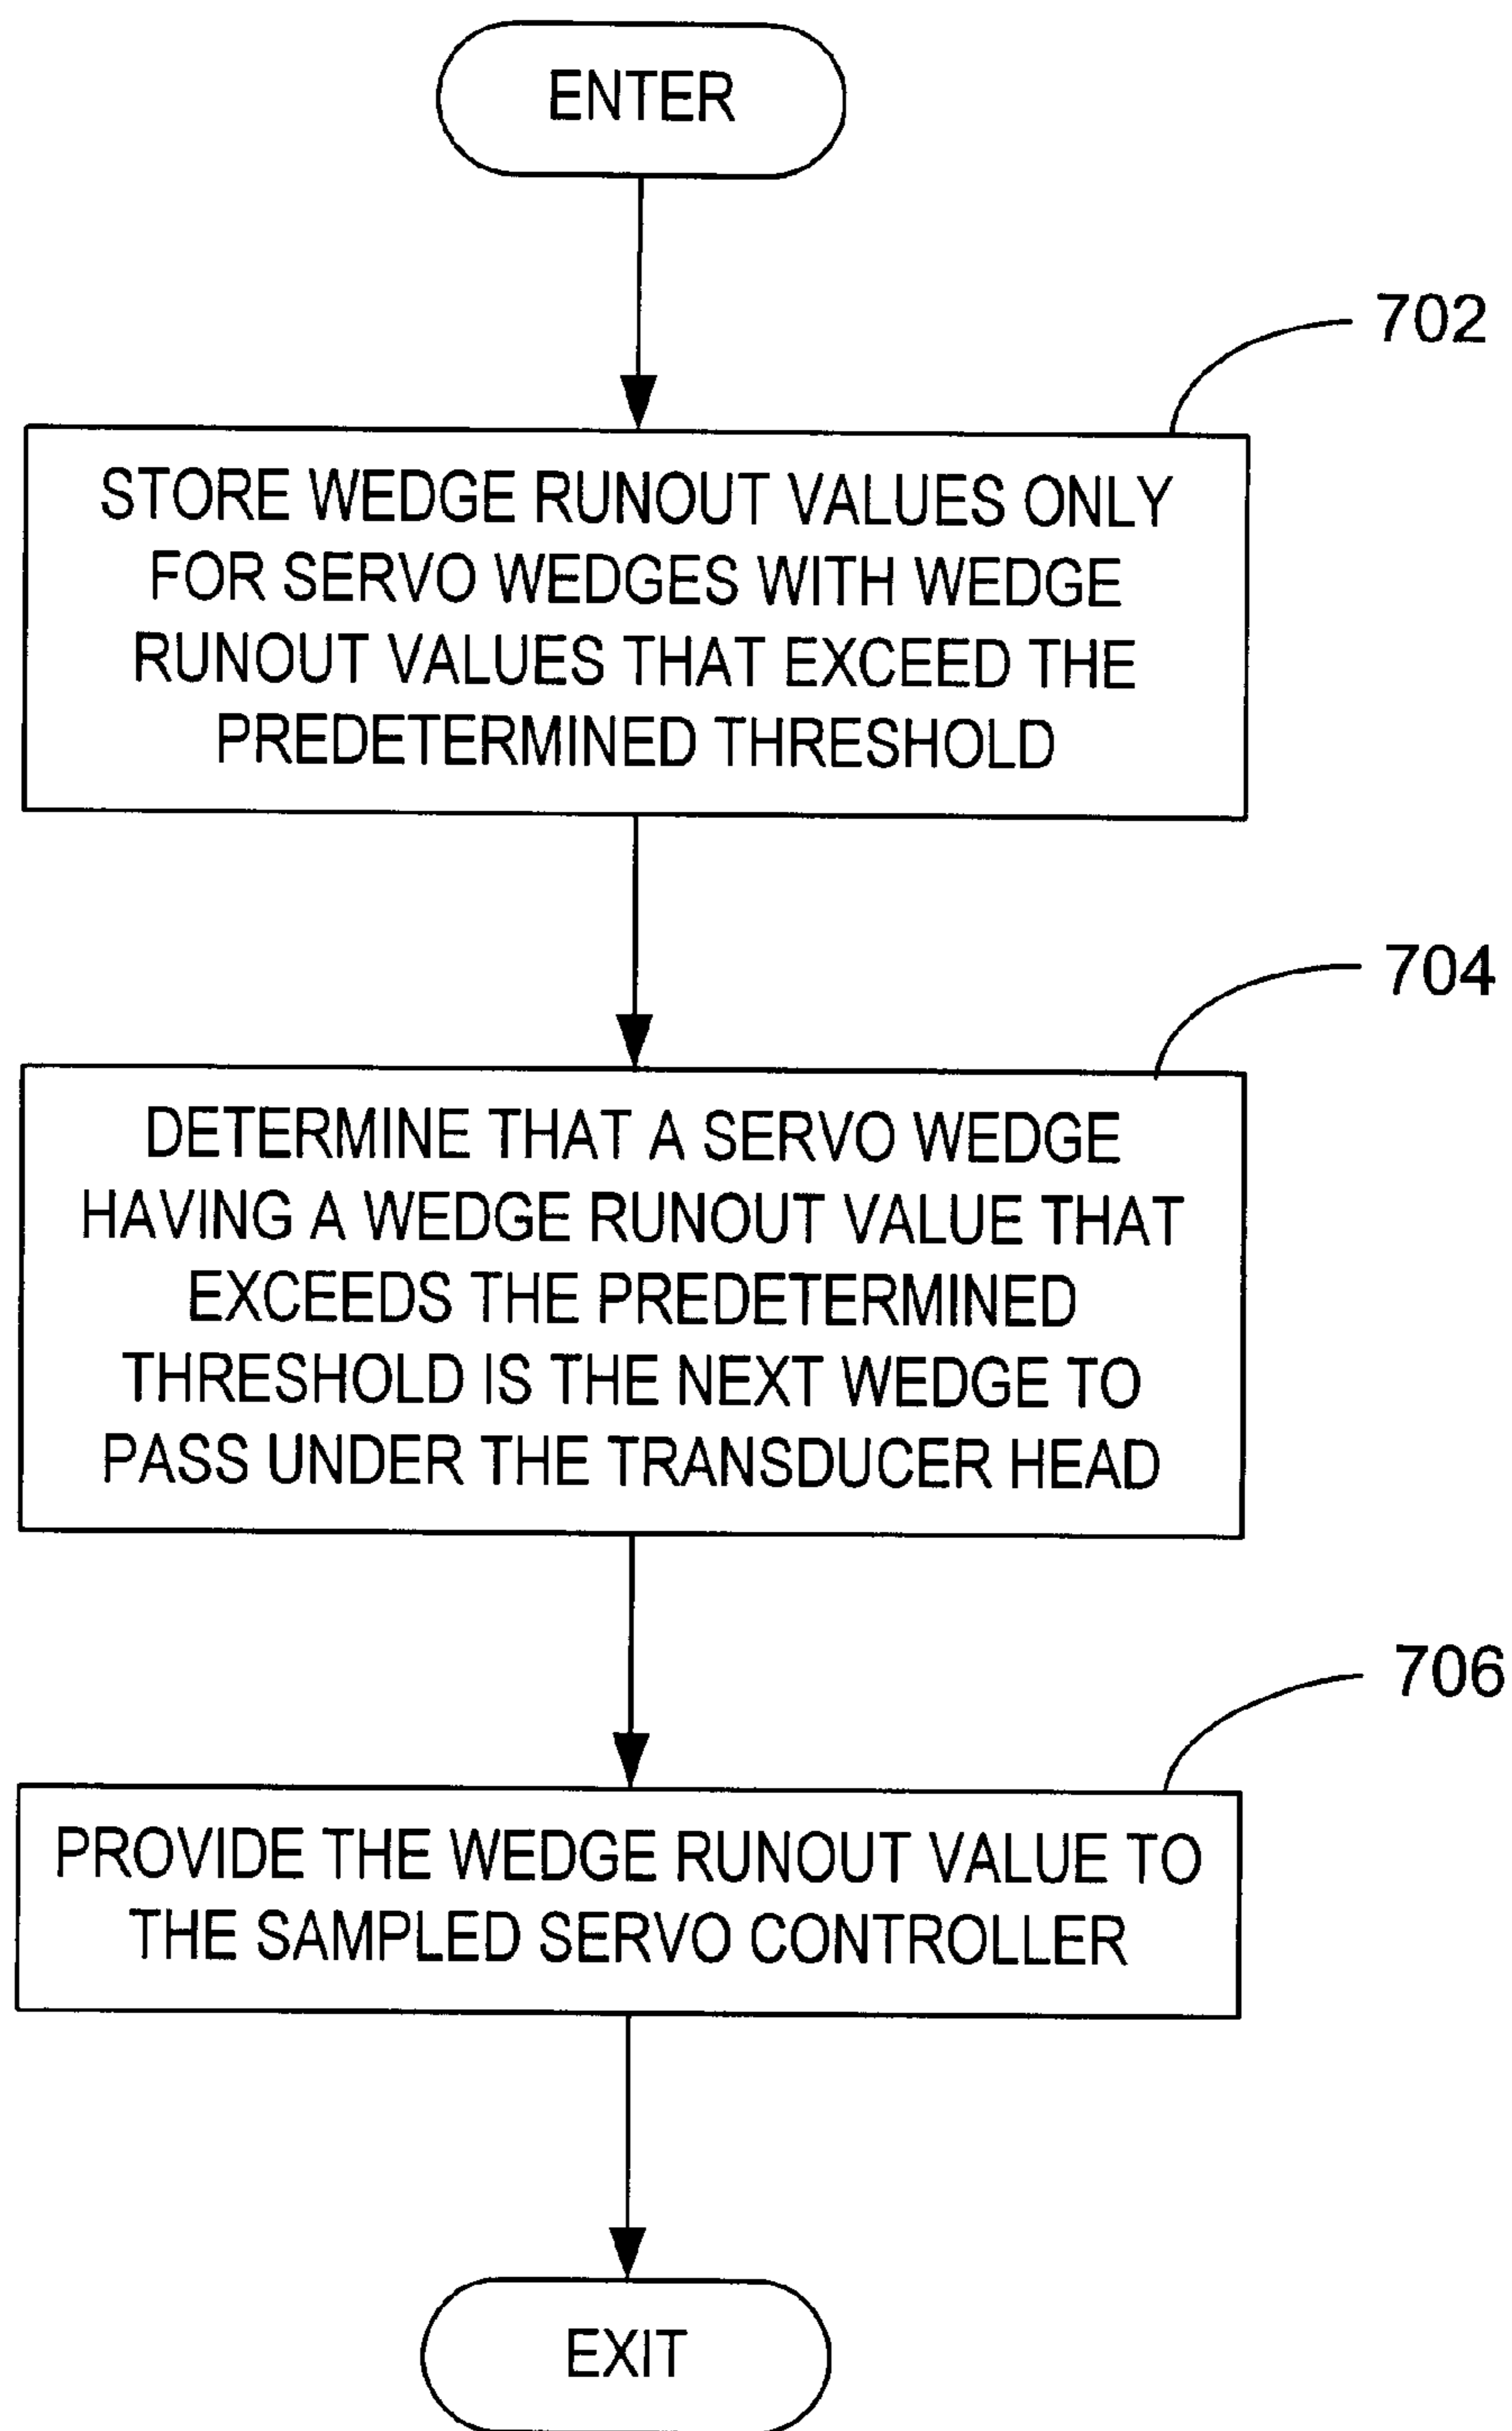 ENTER
702
STORE WEDGE RUNOUT VALUES ONLY
FOR SERVO WEDGES WITH WEDGE
RUNOUT VALUES THAT EXCEED THE
PREDETERMINED THRESHOLD
704
DETERMINE THAT A SERVO WEDGE
HAVING A WEDGE RUNOUT VALUE THAT
EXCEEDS THE PREDETERMINED
THRESHOLD IS THE NEXT WEDGE TO
PASS UNDER THE TRANSDUCER HEAD
706
PROVIDE THE WEDGE RUNOUT VALUE TO
THE SAMPLED SERVO CONTROLLER
EXIT